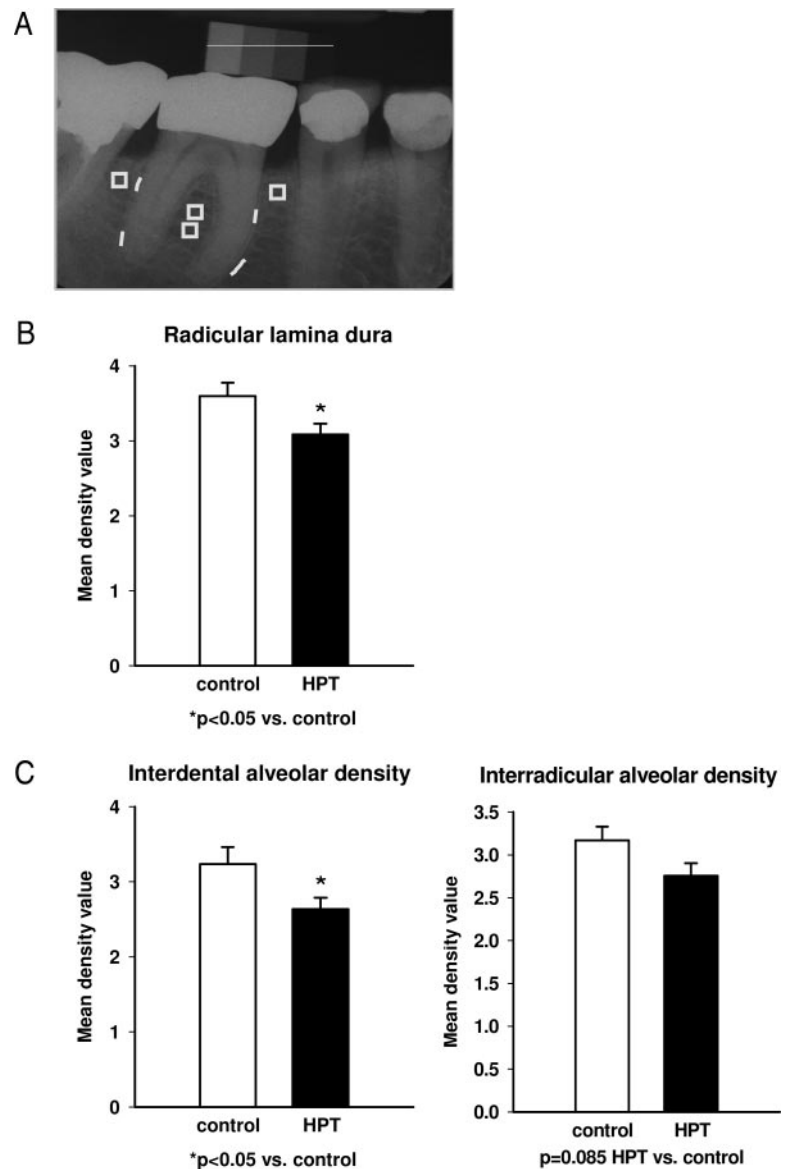 A
B
Radicular lamina dura
Mean density value
4
3
2
1
0
*
control HPT
*p<0.05 vs. control
C
Interdental alveolar density
Mean density value
4
3
2
1
0
*
control HPT
*p<0.05 vs. control
Interradicular alveolar density
Mean density value
3.5
3.0
2.5
2.0
1.5
1.0
0.5
0.0
control HPT
p=0.085 HPT vs. control